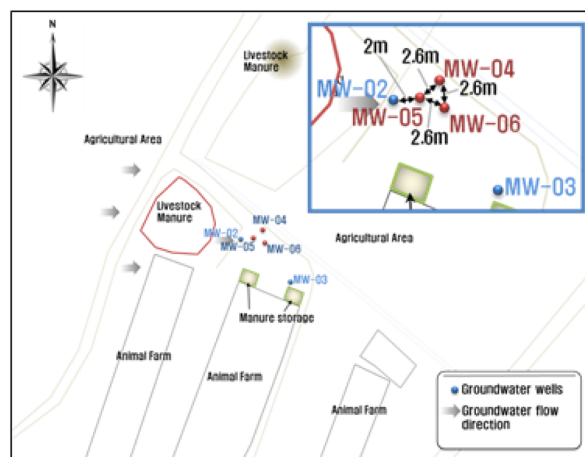 N
Livestock
Manure
Agricultural Area
Livestock
Manure
MW-02
MW-04
MW-05
MW-06
MW-03
Agricultural Area
Manure storage
Animal Farm
Animal Farm
Animal Farm
2m
2.6m
MW-04
MW-02
2.6m
MW-05
MW-06
2.6m
MW-03
Groundwater wells
Groundwater flow
direction